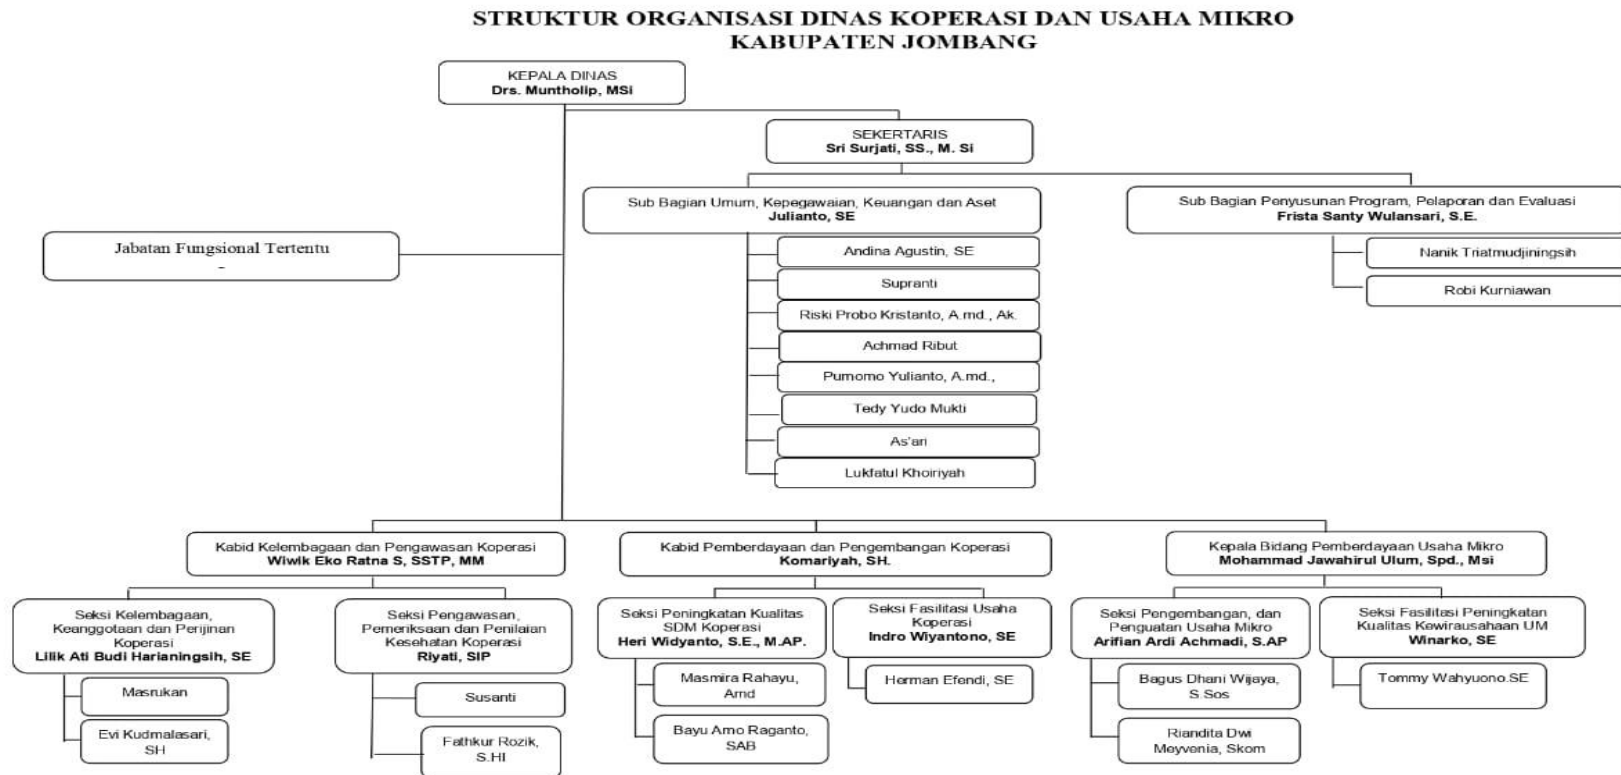 STRUKTUR ORGANISASI DINAS KOPERASI DAN USAHA MIKRO
KABUPATEN JOMBANG
KEPALA DINAS
Drs. Muntholip, MSi
SEKERTARIS
Sri Surjati, SS., M. Si
Sub Bagian Umum, Kepegawaian, Keuangan dan Aset
Julianto, SE
Sub Bagian Penyusunan Program, Pelaporan dan Evaluasi
Frista Santy Wulansari, S.E.
Jabatan Fungsional Tertentu
-
Andina Agustin, SE
Supranti
Riski Probo Kristanto, A.md., Ak.
Achmad Ribut
Purnomo Yulianto, A.md.,
Tedy Yudo Mukti
As'ari
Lukfatul Khoiriyah
Nanik Triatmudjiningsih
Robi Kurniawan
Kabid Kelembagaan dan Pengawasan Koperasi
Wiwik Eko Ratna S, SSTP, MM
Kabid Pemberdayaan dan Pengembangan Koperasi
Komariyah, SH.
Kepala Bidang Pemberdayaan Usaha Mikro
Mohammad Jawahirul Ulum, Spd., Msi
Seksi Kelembagaan,
Keanggotaan dan Perijinan
Koperasi
Lilik Ati Budi Harianingsih, SE
Masrukan
Evi Kudmalasari,
SH
Seksi Pengawasan,
Pemeriksaan dan Penilaian
Kesehatan Koperasi
Riyati, SIP
Susanti
Fathkur Rozik,
S.HI
Seksi Peningkatan Kualitas
SDM Koperasi
Heri Widyanto, S.E., M.AP.
Masmira Rahayu,
Amd
Bayu Arno Raganto,
SAB
Seksi Fasilitasi Usaha
Koperasi
Indro Wiyantono, SE
Herman Efendi, SE
Seksi Pengembangan, dan
Penguatan Usaha Mikro
Arifian Ardi Achmadi, S.AP
Bagus Dhani Wijaya,
S.Sos
Riandita Dwi
Meyvenia, Skom
Seksi Fasilitasi Peningkatan
Kualitas Kewirausahaan UM
Winarko, SE
Tommy Wahyuono.SE